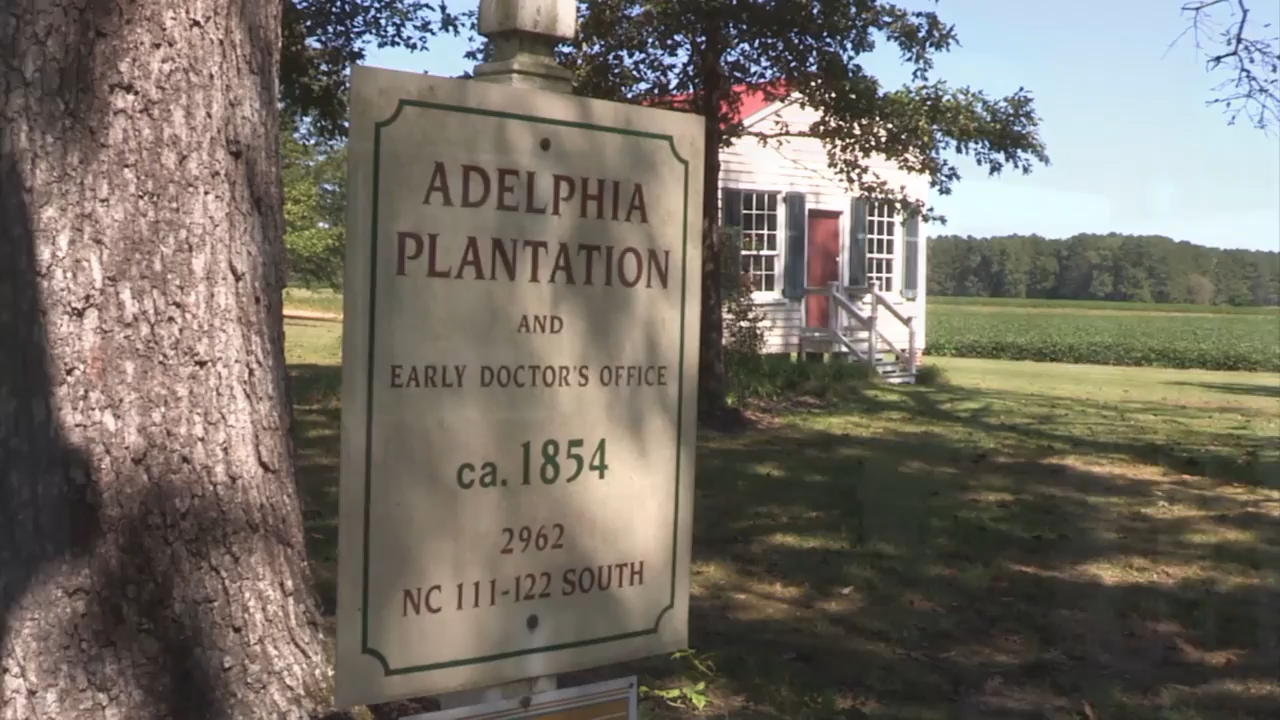 ADELPHIA
PLANTATION
AND
EARLY DOCTOR'S OFFICE
ca. 1854
2962
NC 111-122 SOUTH